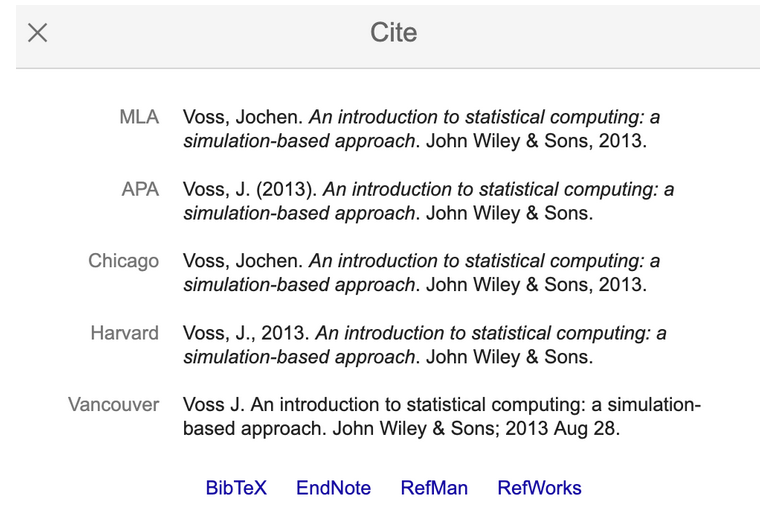 Cite
MLA Voss, Jochen. An introduction to statistical computing: a
simulation-based approach. John Wiley & Sons, 2013.
APA Voss, J. (2013). An introduction to statistical computing: a
simulation-based approach. John Wiley & Sons.
Chicago Voss, Jochen. An introduction to statistical computing: a
simulation-based approach. John Wiley & Sons, 2013.
Harvard Voss, J., 2013. An introduction to statistical computing: a
simulation-based approach. John Wiley & Sons.
Vancouver Voss J. An introduction to statistical computing: a simulation-
based approach. John Wiley & Sons; 2013 Aug 28.
BibTeX EndNote RefMan RefWorks